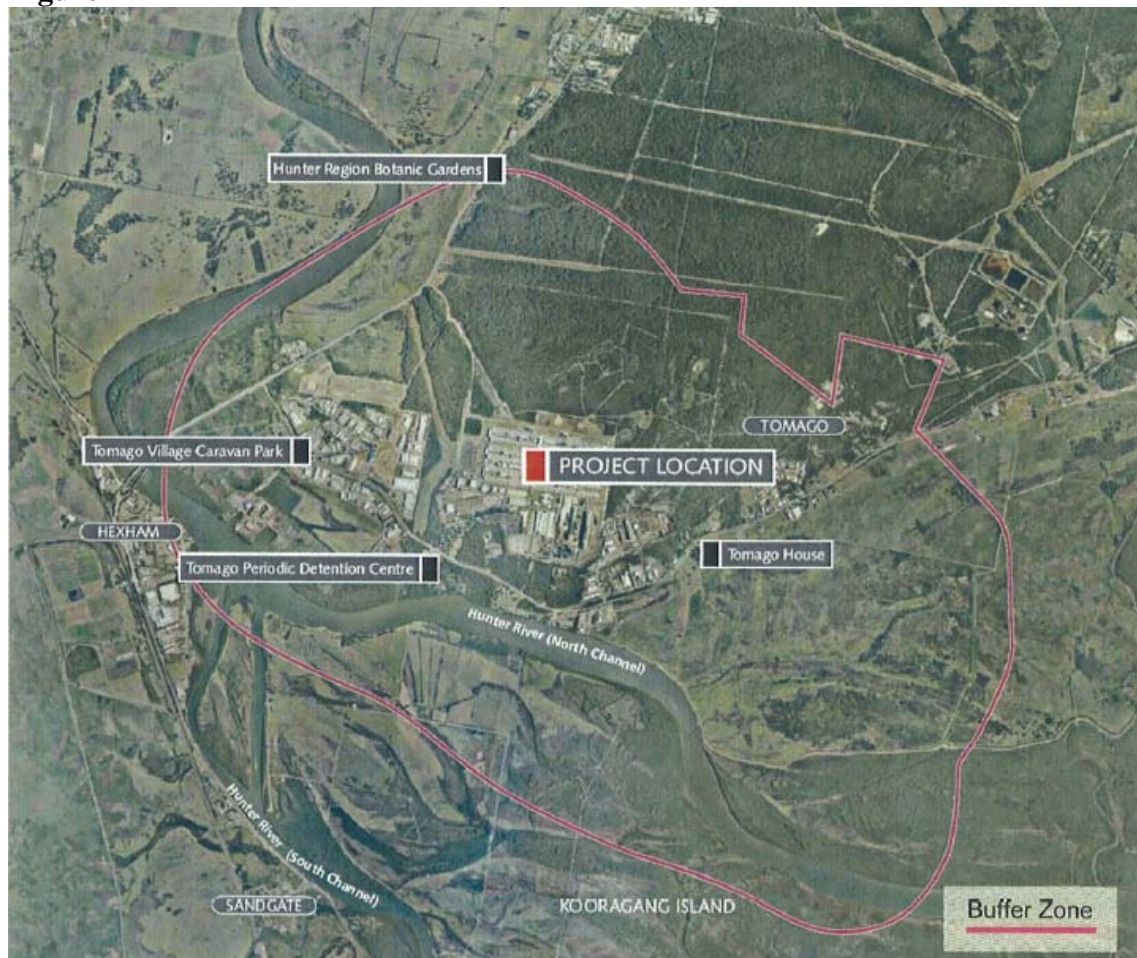 Hunter Region Botanic Gardens
TOMAGO
Tomago Village Caravan Park
PROJECT LOCATION
HEXHAM
Tomago Periodic Detention Centre
Tomago House
Hunter River (North Channel)
Hunter River (South Channel)
SANDGATE
KOORAGANG ISLAND
Buffer Zone